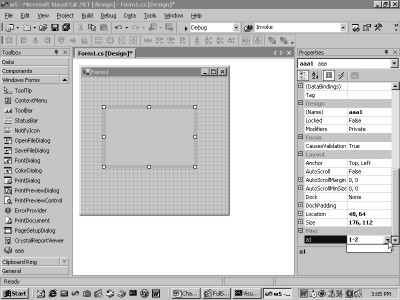 w5 - Microsoft Visual C# .NET [design] - Form1.cs [Design]*
File Edit View Project Build Debug Data Tools Window Help
Debug
Invoke
Toolbox
Data
Components
Windows Forms
ToolTip
ContextMenu
ToolBar
StatusBar
NotifyIcon
OpenFileDialog
SaveFileDialog
FontDialog
ColorDialog
PrintDialog
PrintPreviewDialog
PrintPreviewControl
ErrorProvider
PrintDocument
PageSetupDialog
CrystalReportViewer
aaa
Clipboard Ring
General
Form1.cs [Design]*
Form1
Properties
aaa1 aaa
(DataBindings)
Tag
Design
(Name) aaa1
Locked False
Modifiers Private
Focus
CausesValidation True
Layout
Anchor Top, Left
AutoScroll False
AutoScrollMargin 0, 0
AutoScrollMinSize 0, 0
Dock None
DockPadding
Location 48, 64
Size 176, 112
Misc
a1 1-2
a1
Ready
Start
Cha
FullS
Visu
w5 -
3:05 PM